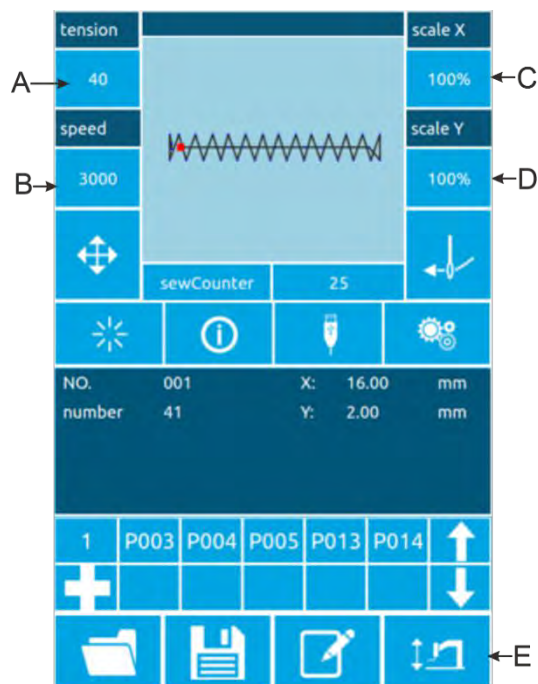 tension
scale X
A
40
100%
C
speed
scale Y
B
3000
100%
D
sewCounter 25
NO. 001 X: 16.00 mm
number 41 Y: 2.00 mm
1 P003 P004 P005 P013 P014
E